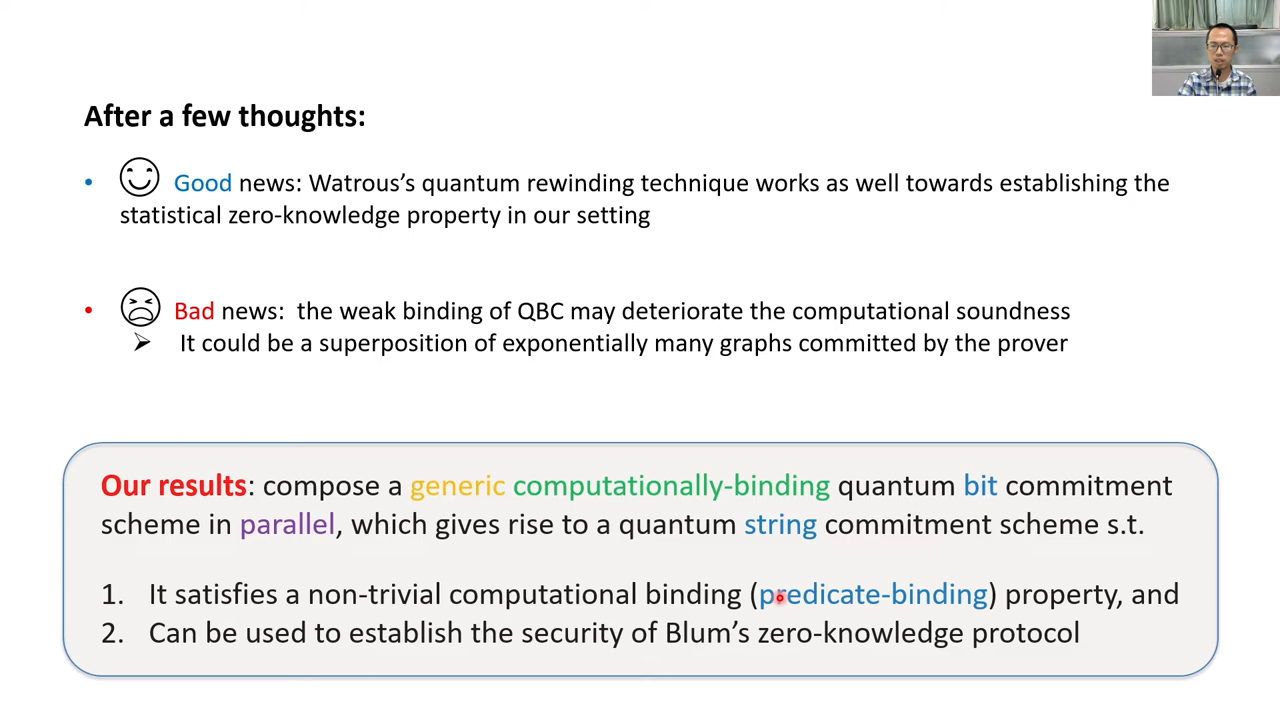 After a few thoughts:
• Good news: Watrous’s quantum rewinding technique works as well towards establishing the
statistical zero-knowledge property in our setting
• Bad news: the weak binding of QBC may deteriorate the computational soundness
➢ It could be a superposition of exponentially many graphs committed by the prover
Our results: compose a generic computationally-binding quantum bit commitment
scheme in parallel, which gives rise to a quantum string commitment scheme s.t.
1. It satisfies a non-trivial computational binding (predicate-binding) property, and
2. Can be used to establish the security of Blum’s zero-knowledge protocol